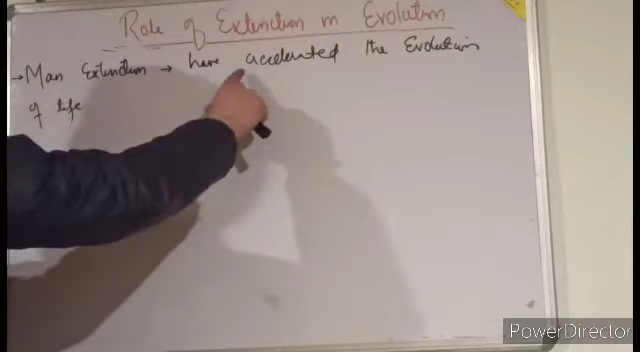 Role of Extinction in Evolution
→ Mass Extinction → have accelerated the Evolution
of life
PowerDirector